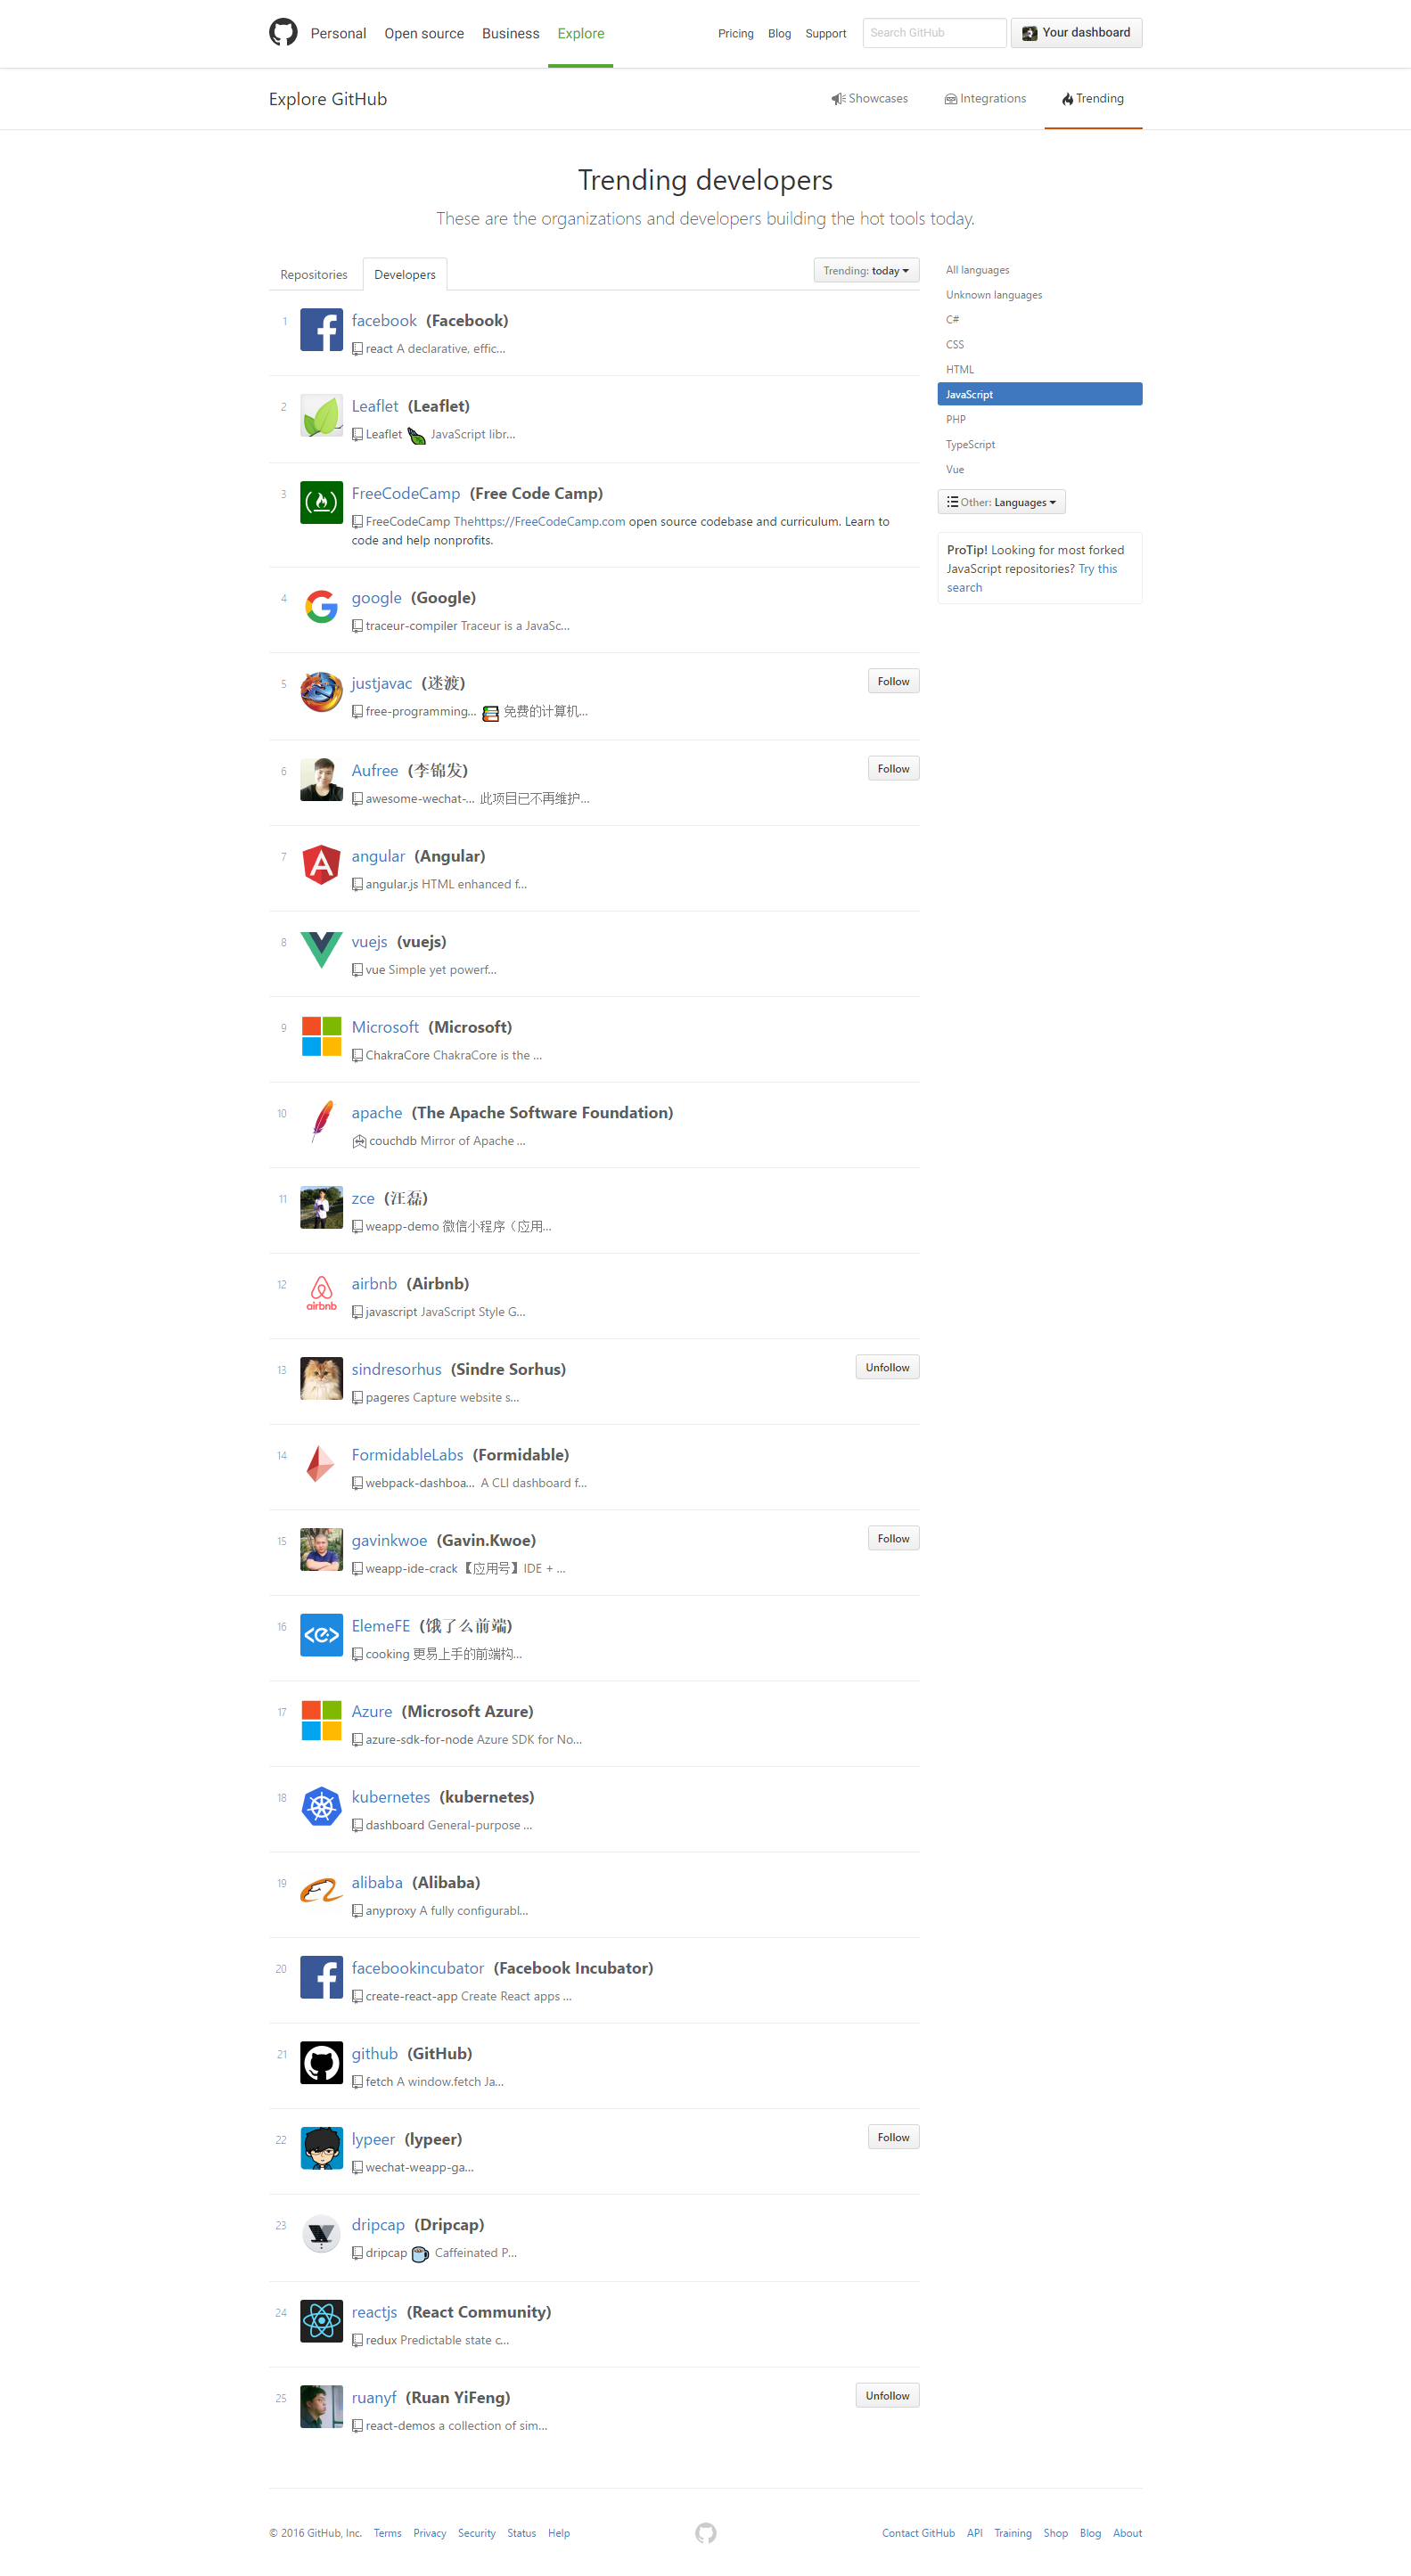 Personal Open source Business Explore Pricing Blog Support Search GitHub Your dashboard
Explore GitHub Showcases Integrations Trending
Trending developers
These are the organizations and developers building the hot tools today.
Repositories Developers Trending: today
1 facebook (Facebook)
react A declarative, effic...
2 Leaflet (Leaflet)
Leaflet JavaScript libr...
3 FreeCodeCamp (Free Code Camp)
FreeCodeCamp Thehttps://FreeCodeCamp.com open source codebase and curriculum. Learn to
code and help nonprofits.
4 google (Google)
traceur-compiler Traceur is a JavaSc...
5 justjavac (迷渡) Follow
free-programming... 免费的计算机...
6 Aufree (李锦发) Follow
awesome-wechat-... 此项目已不再维护...
7 angular (Angular)
angular.js HTML enhanced f...
8 vuejs (vuejs)
vue Simple yet powerf...
9 Microsoft (Microsoft)
ChakraCore ChakraCore is the ...
10 apache (The Apache Software Foundation)
couchdb Mirror of Apache ...
11 zce (汪磊)
weapp-demo 微信小程序（应用...
12 airbnb (Airbnb)
airbnb
javascript JavaScript Style G...
13 sindresorhus (Sindre Sorhus) Unfollow
pageres Capture website s...
14 FormidableLabs (Formidable)
webpack-dashboa... A CLI dashboard f...
15 gavinkwoe (Gavin.Kwoe) Follow
weapp-ide-crack 【应用号】IDE + ...
16 ElemeFE (饿了么前端)
cooking 更易上手的前端构...
17 Azure (Microsoft Azure)
azure-sdk-for-node Azure SDK for No...
18 kubernetes (kubernetes)
dashboard General-purpose ...
19 alibaba (Alibaba)
anyproxy A fully configurabl...
20 facebookincubator (Facebook Incubator)
create-react-app Create React apps ...
21 github (GitHub)
fetch A window.fetch Ja...
22 lypeer (lypeer) Follow
wechat-weapp-ga...
23 dripcap (Dripcap)
dripcap Caffeinated P...
24 reactjs (React Community)
redux Predictable state c...
25 ruanyf (Ruan YiFeng) Unfollow
react-demos a collection of sim...
All languages
Unknown languages
C#
CSS
HTML
JavaScript
PHP
TypeScript
Vue
Other: Languages
ProTip! Looking for most forked
JavaScript repositories? Try this
search
© 2016 GitHub, Inc. Terms Privacy Security Status Help Contact GitHub API Training Shop Blog About